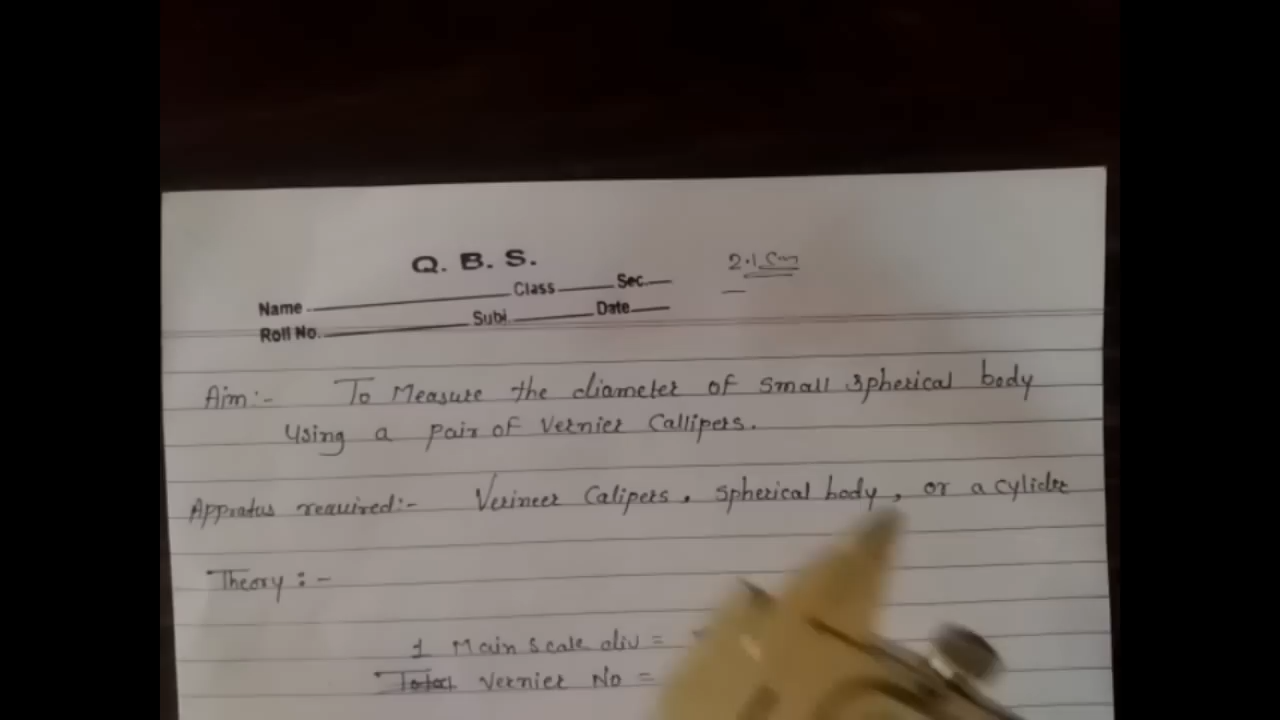 Q. B. S.
2.1 cm
Name Class Sec.
Roll No. Subj. Date
Aim:- To Measure the diameter of small spherical body
Using a pair of Vernier Callipers.
Appratus required:- Verineer Calipers, spherical body, or a cylider
Theory:-
1 Main scale div =
Total Vernier No =